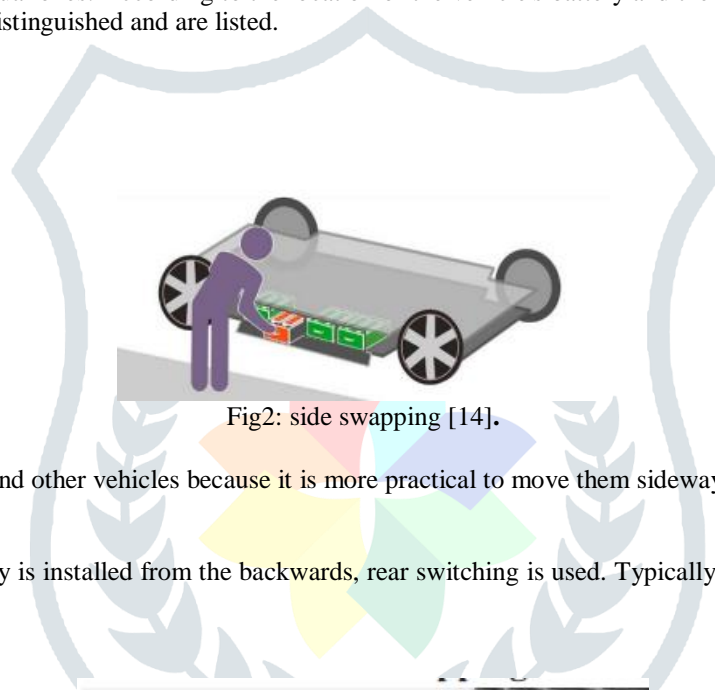 istinguished and are listed.
Fig2: side swapping [14].
nd other vehicles because it is more practical to move them sideway
y is installed from the backwards, rear switching is used. Typically